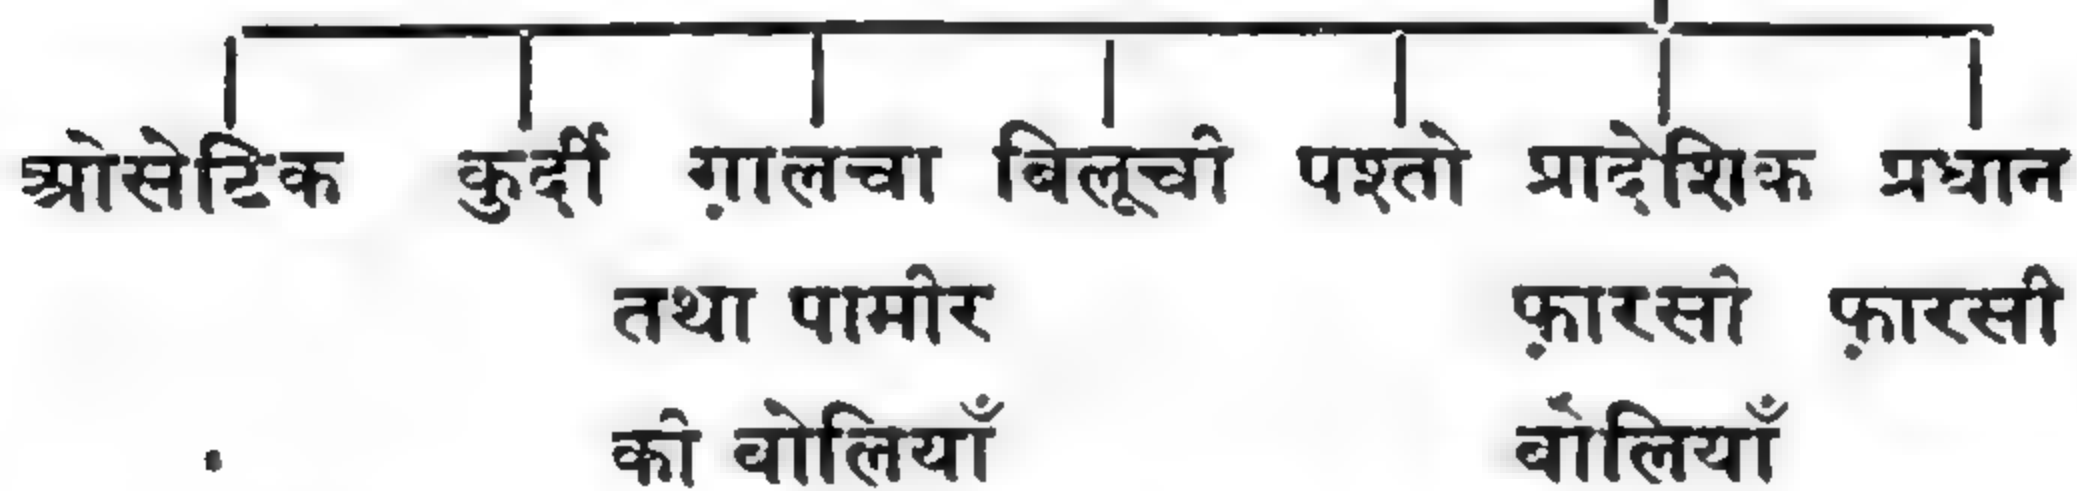 ओसेटिक कुर्दी ग़ालचा बिलूची पश्तो प्रादेशिक प्रधान
तथा पामीर फ़ारसी फ़ारसी
की बोलियाँ बोलियाँ